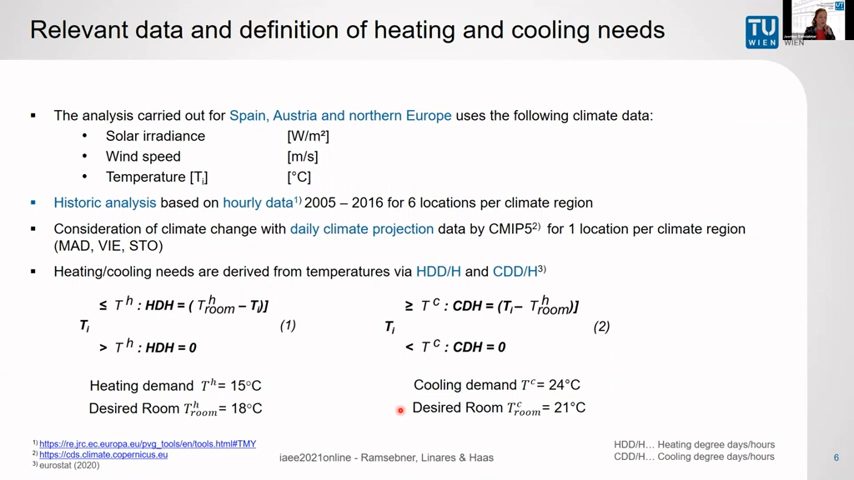 Relevant data and definition of heating and cooling needs
TU
WIEN
WIEN
▪ The analysis carried out for Spain, Austria and northern Europe uses the following climate data:
• Solar irradiance [W/m²]
• Wind speed [m/s]
• Temperature [Tᵢ] [°C]
▪ Historic analysis based on hourly data¹⁾ 2005 – 2016 for 6 locations per climate region
▪ Consideration of climate change with daily climate projection data by CMIP5²⁾ for 1 location per climate region
(MAD, VIE, STO)
▪ Heating/cooling needs are derived from temperatures via HDD/H and CDD/H³⁾
≤ T ʰ : HDH = ( Tʰroom – Tᵢ)]
Tᵢ (1)
> T ʰ : HDH = 0
≥ T ᶜ : CDH = (Tᵢ – Tʰroom)]
Tᵢ (2)
< T ᶜ : CDH = 0
Heating demand Tʰ = 15°C
Desired Room Tʰroom = 18°C
Cooling demand Tᶜ = 24°C
Desired Room Tᶜroom = 21°C
¹⁾ https://re.jrc.ec.europa.eu/pvg_tools/en/tools.html#TMY
²⁾ https://cds.climate.copernicus.eu
³⁾ eurostat (2020)
iaee2021online - Ramsebner, Linares & Haas
HDD/H… Heating degree days/hours
CDD/H… Cooling degree days/hours
6